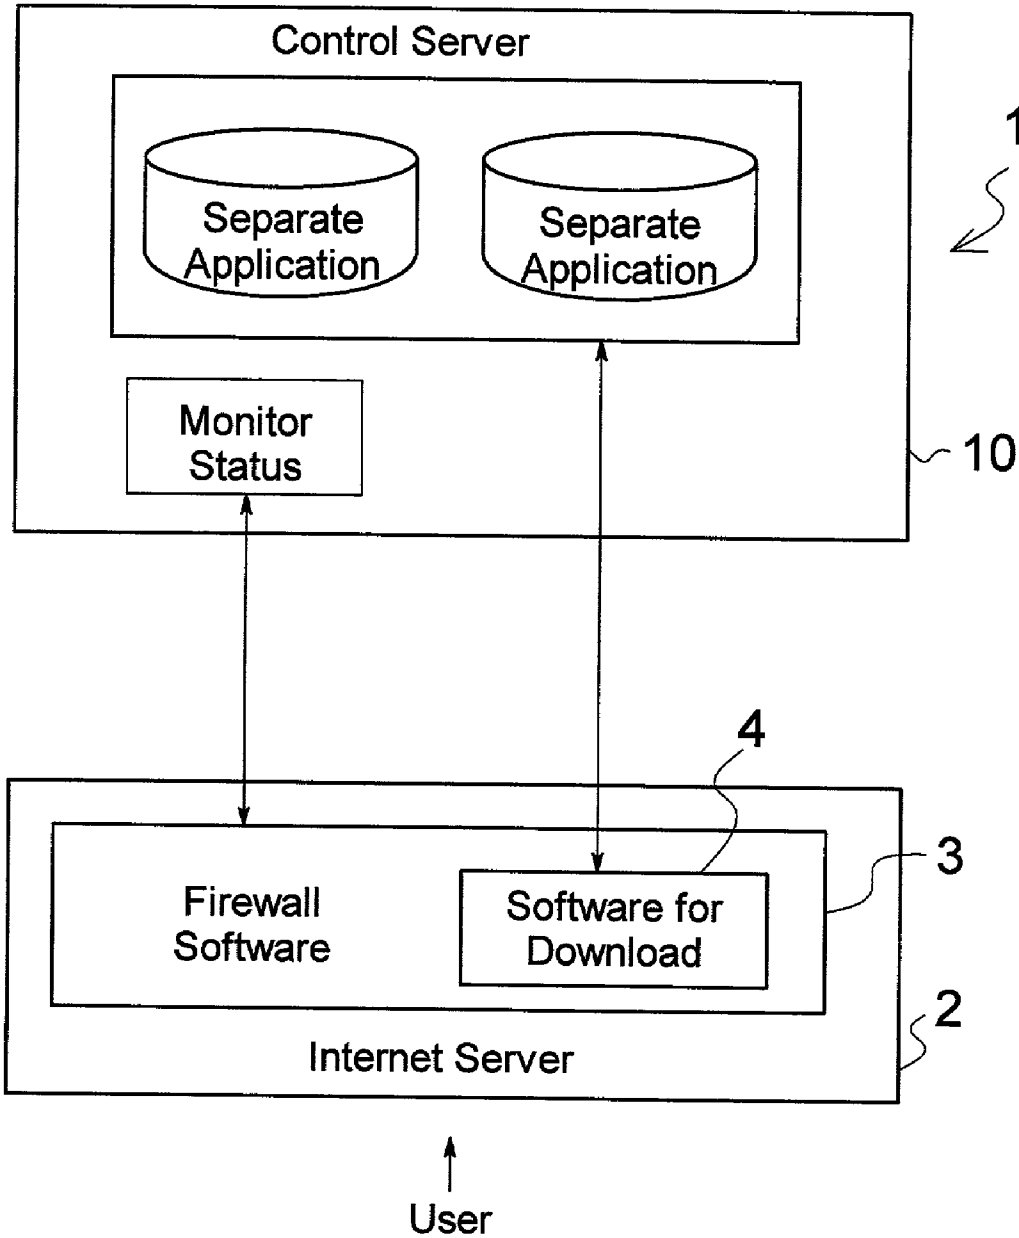 Control Server
1
Separate
Application
Separate
Application
Monitor
Status
10
4
3
Firewall
Software
Software for
Download
2
Internet Server
User